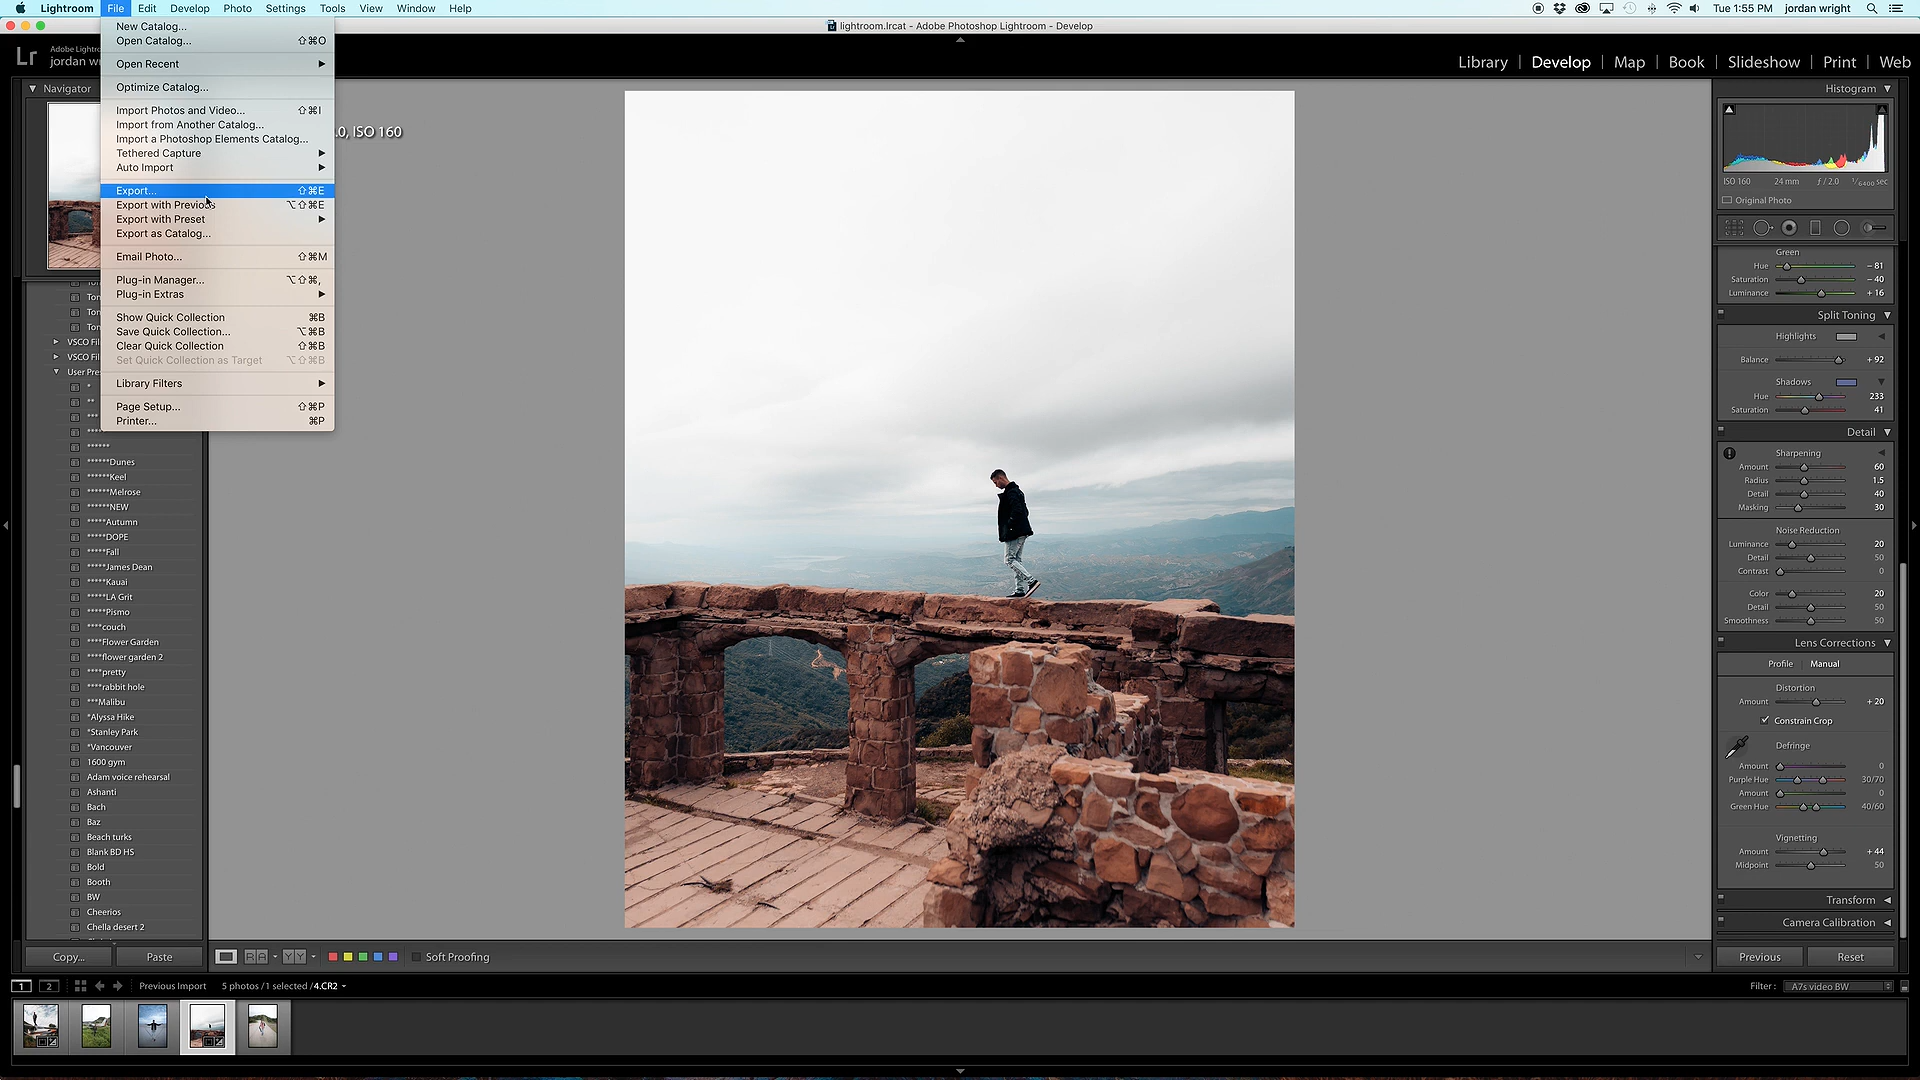 Lightroom File Edit Develop Photo Settings Tools View Window Help
Tue 1:55 PM jordan wright
lightroom.lrcat - Adobe Photoshop Lightroom - Develop
Lr
jordan
Library | Develop | Map | Book | Slideshow | Print | Web
New Catalog...
Open Catalog... ⇧⌘O
Open Recent
Optimize Catalog...
Import Photos and Video... ⇧⌘I
Import from Another Catalog...
Import a Photoshop Elements Catalog...
Tethered Capture
Auto Import
Export... ⇧⌘E
Export with Previous ⌥⇧⌘E
Export with Preset
Export as Catalog...
Email Photo... ⇧⌘M
Plug-in Manager... ⌥⇧⌘,
Plug-in Extras
Show Quick Collection ⌘B
Save Quick Collection... ⌥⌘B
Clear Quick Collection ⇧⌘B
Set Quick Collection as Target ⌥⇧⌘B
Library Filters
Page Setup... ⇧⌘P
Printer... ⌘P
Navigator
.0, ISO 160
Ton
Ton
Ton
VSCO Fil
VSCO Fil
User Pre
*
**
***
****
******
******Dunes
******Keel
******Melrose
******NEW
*****Autumn
*****DOPE
*****Fall
*****James Dean
*****Kauai
*****LA Grit
*****Pismo
****couch
****Flower Garden
****flower garden 2
****pretty
****rabbit hole
***Malibu
*Alyssa Hike
*Stanley Park
*Vancouver
1600 gym
Adam voice rehearsal
Ashanti
Bach
Baz
Beach turks
Blank BD HS
Bold
Booth
BW
Cheerios
Chella desert 2
Copy... Paste
Histogram
ISO 160 24 mm ƒ / 2.0 1/6400 sec
Original Photo
Green
Hue - 81
Saturation - 40
Luminance + 16
Split Toning
Highlights
Balance + 92
Shadows
Hue 233
Saturation 41
Detail
Sharpening
Amount 60
Radius 1.5
Detail 40
Masking 30
Noise Reduction
Luminance 20
Detail 50
Contrast 0
Color 20
Detail 50
Smoothness 50
Lens Corrections
Profile Manual
Distortion
Amount + 20
Constrain Crop
Defringe
Amount 0
Purple Hue 30/70
Amount 0
Green Hue 40/60
Vignetting
Amount + 44
Midpoint 50
Transform
Camera Calibration
Previous Reset
RA YY Soft Proofing
1 2 Previous Import 5 photos / 1 selected / 4.CR2
Filter : A7s video BW